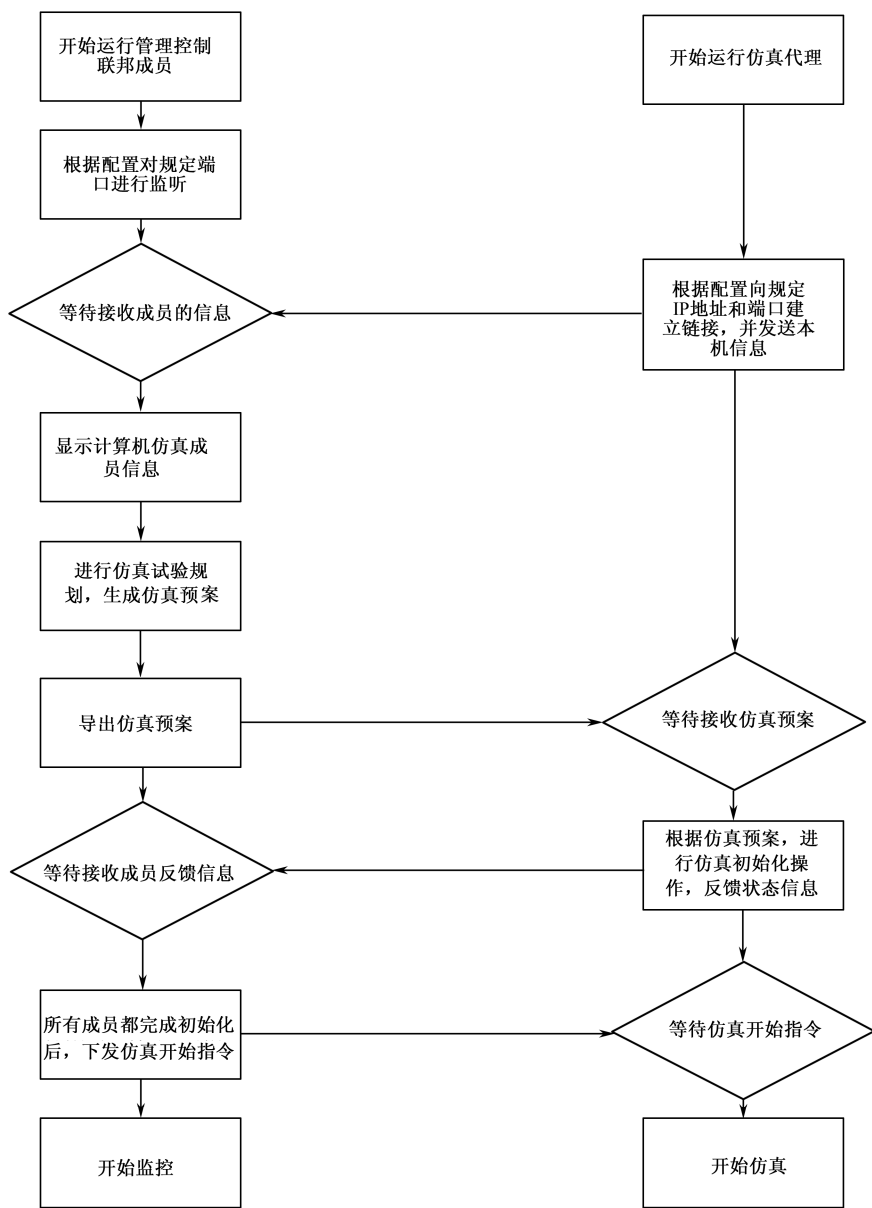 开始运行管理控制
联邦成员
开始运行仿真代理
根据配置对规定端
口进行监听
等待接收成员的信息
根据配置向规定
IP地址和端口建
立链接，并发送本
机信息
显示计算机仿真成
员信息
进行仿真试验规
划，生成仿真预案
导出仿真预案
等待接收仿真预案
等待接收成员反馈信息
根据仿真预案，进
行仿真初始化操
作，反馈状态信息
所有成员都完成初始化
后，下发仿真开始指令
等待仿真开始指令
开始监控
开始仿真